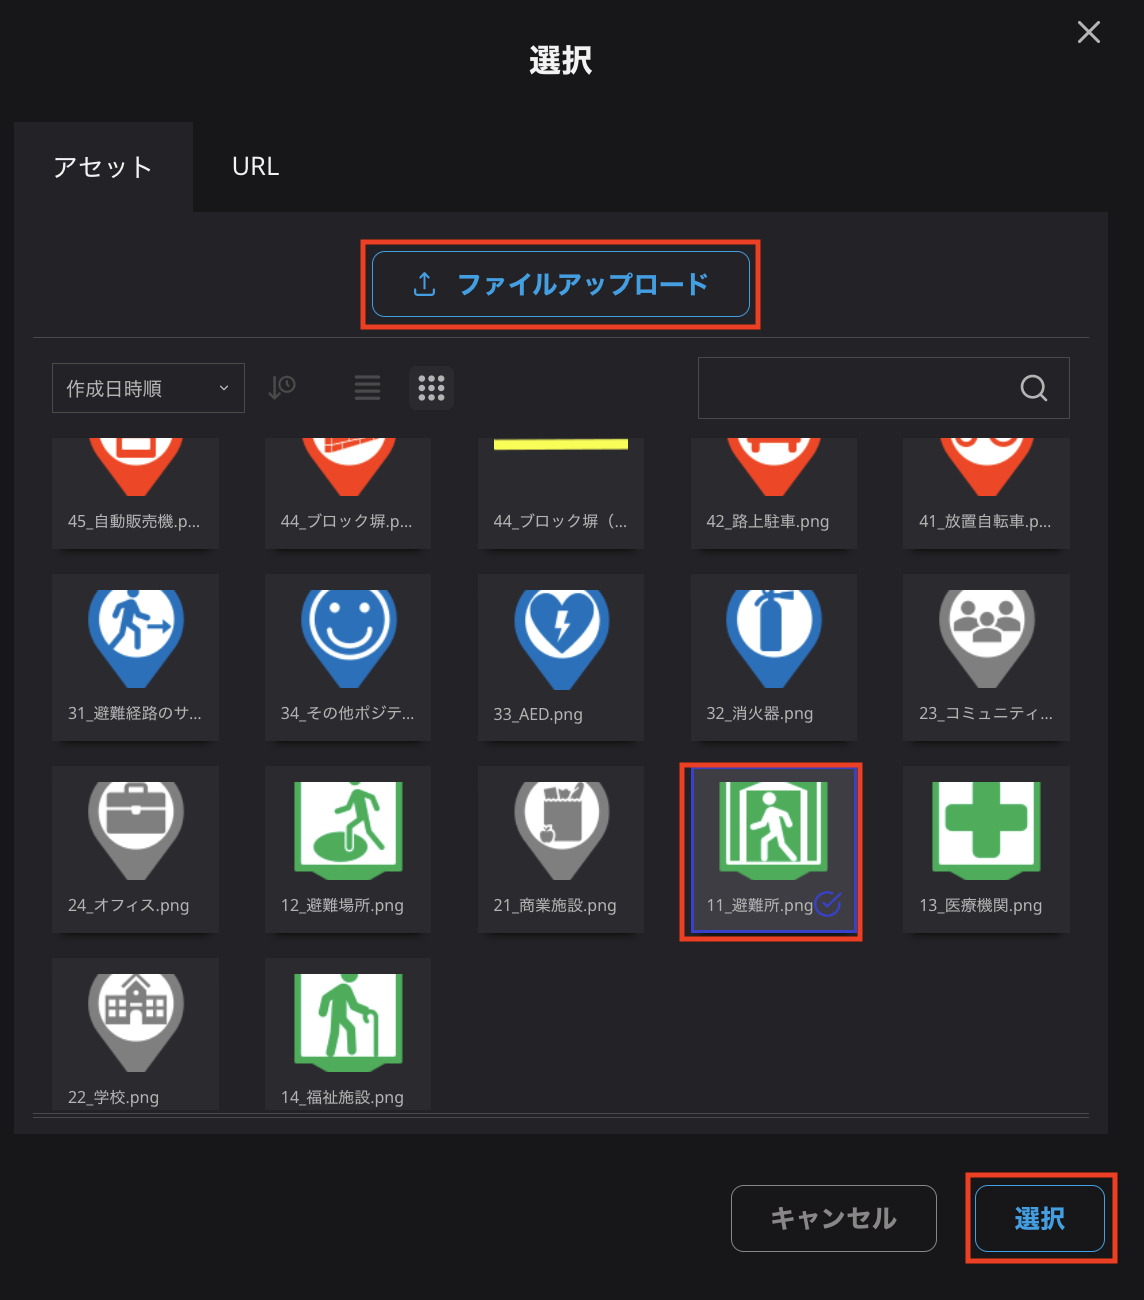 選択
アセット
URL
ファイルアップロード
作成日時順
45_自動販売機.p...
44_ブロック塀.p...
44_ブロック塀（...
42_路上駐車.png
41_放置自転車.p...
31_避難経路のサ...
34_その他ポジテ...
33_AED.png
32_消火器.png
23_コミュニティ...
24_オフィス.png
12_避難場所.png
21_商業施設.png
11_避難所.png
13_医療機関.png
22_学校.png
14_福祉施設.png
キャンセル
選択